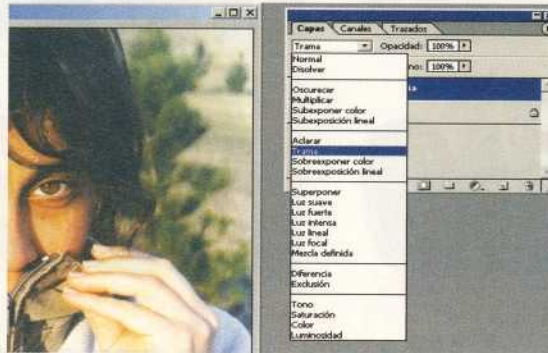 Capas Canales Trazados
Trama Opacidad: 100%
Normal
Disolver
no: 100%
Oscurecer
Multiplicar
Subexponer color
Subexposición lineal
Aclarar
Trama
Sobreexponer color
Sobreexposición lineal
Superponer
Luz suave
Luz fuerte
Luz intensa
Luz lineal
Luz focal
Mezcla definida
Diferencia
Exclusión
Tono
Saturación
Color
Luminosidad